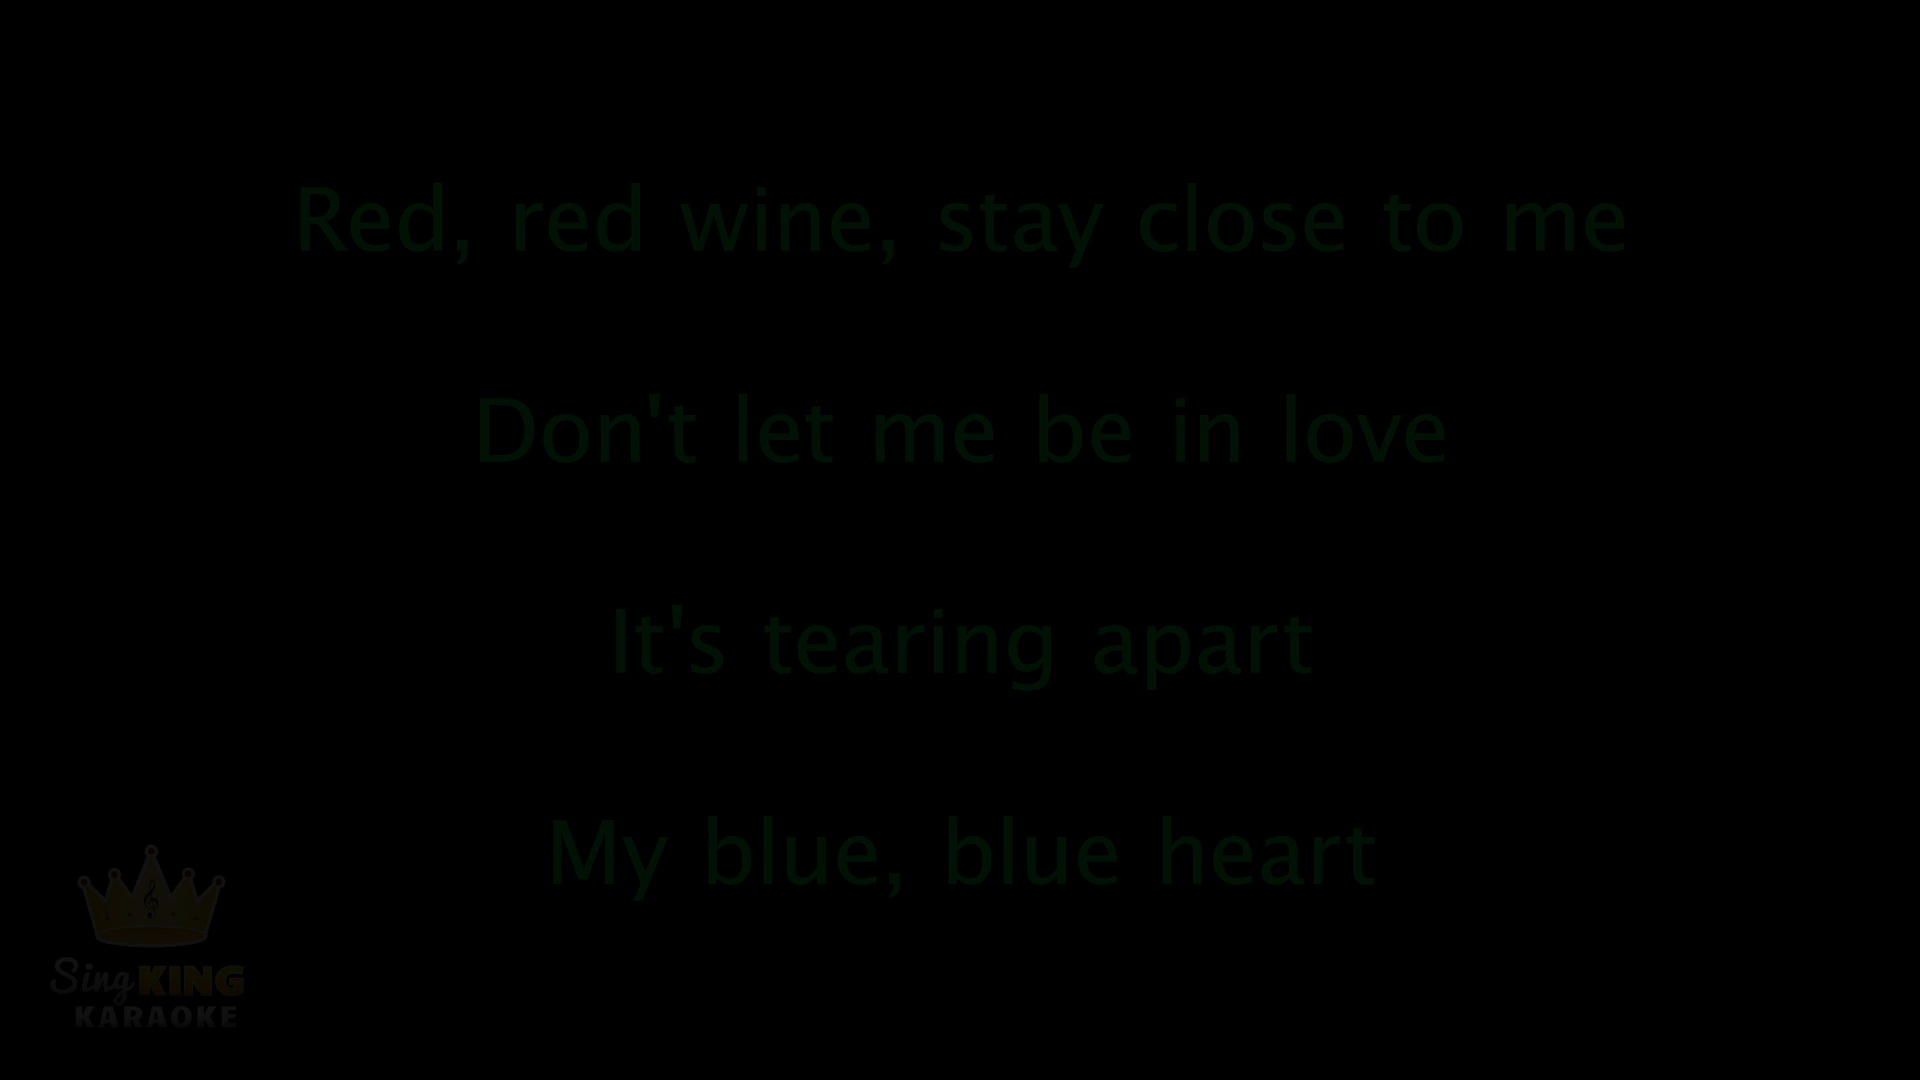 Red, red wine, stay close to me
Don't let me be in love
It's tearing apart
My blue, blue heart
Sing KING
KARAOKE